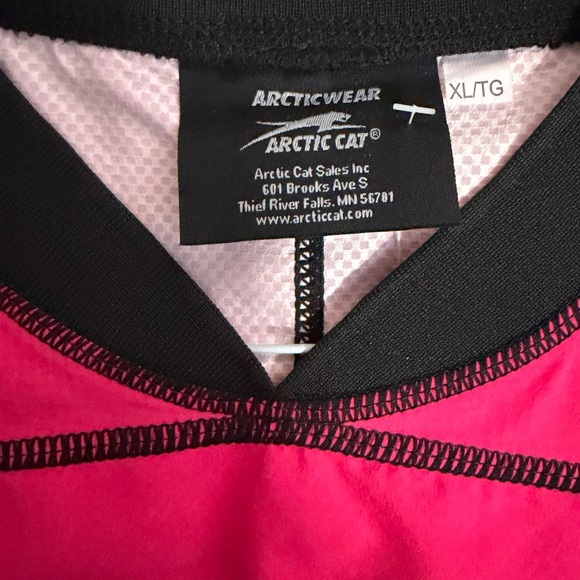 ARCTICWEAR
XL/TG
ARCTIC CAT®
Arctic Cat Sales Inc
601 Brooks Ave S
Thief River Falls, MN 56701
www.arcticcat.com